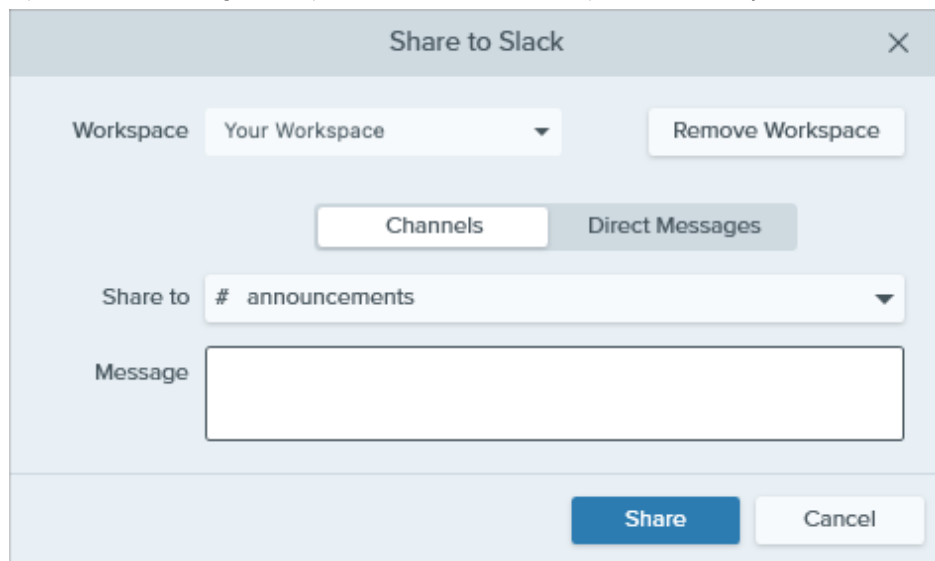 Share to Slack
Workspace Your Workspace Remove Workspace
Channels Direct Messages
Share to # announcements
Message
Share Cancel